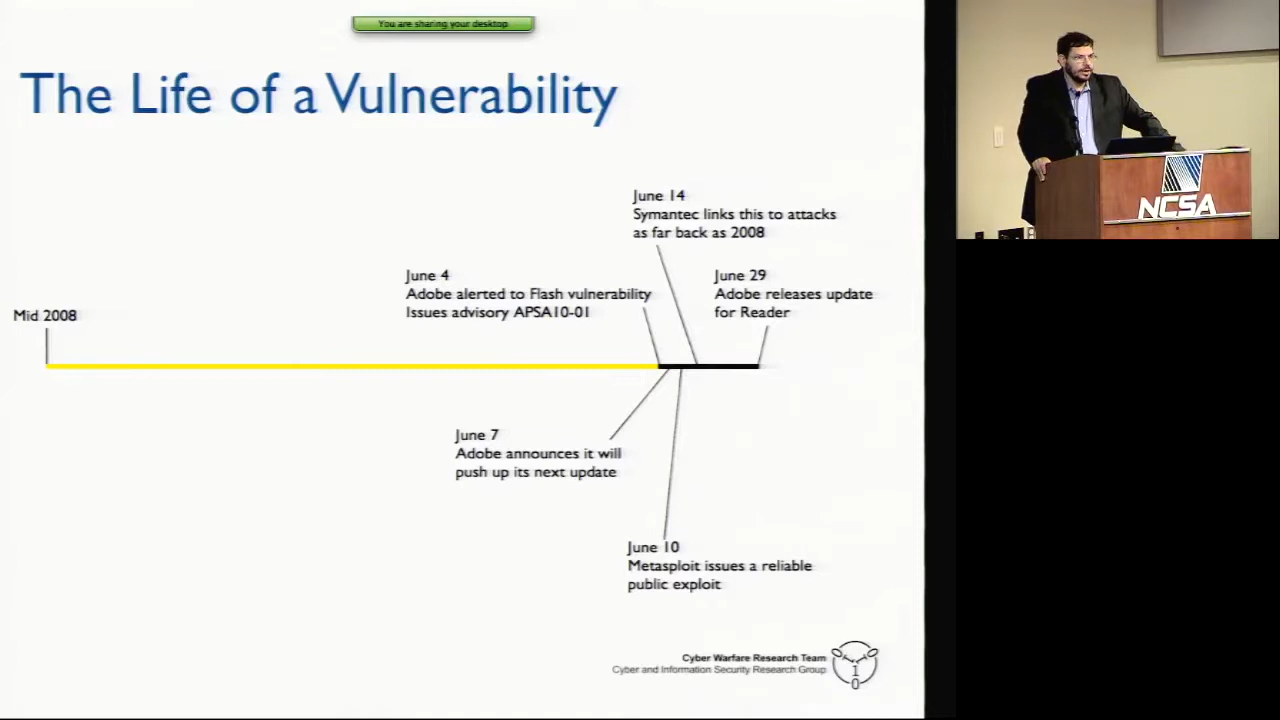 You are sharing your desktop
The Life of a Vulnerability
June 14
Symantec links this to attacks
as far back as 2008
June 4
Adobe alerted to Flash vulnerability
Issues advisory APSA10-01
June 29
Adobe releases update
for Reader
Mid 2008
June 7
Adobe announces it will
push up its next update
June 10
Metasploit issues a reliable
public exploit
Cyber Warfare Research Team
Cyber and Information Security Research Group
1
0
NCSA